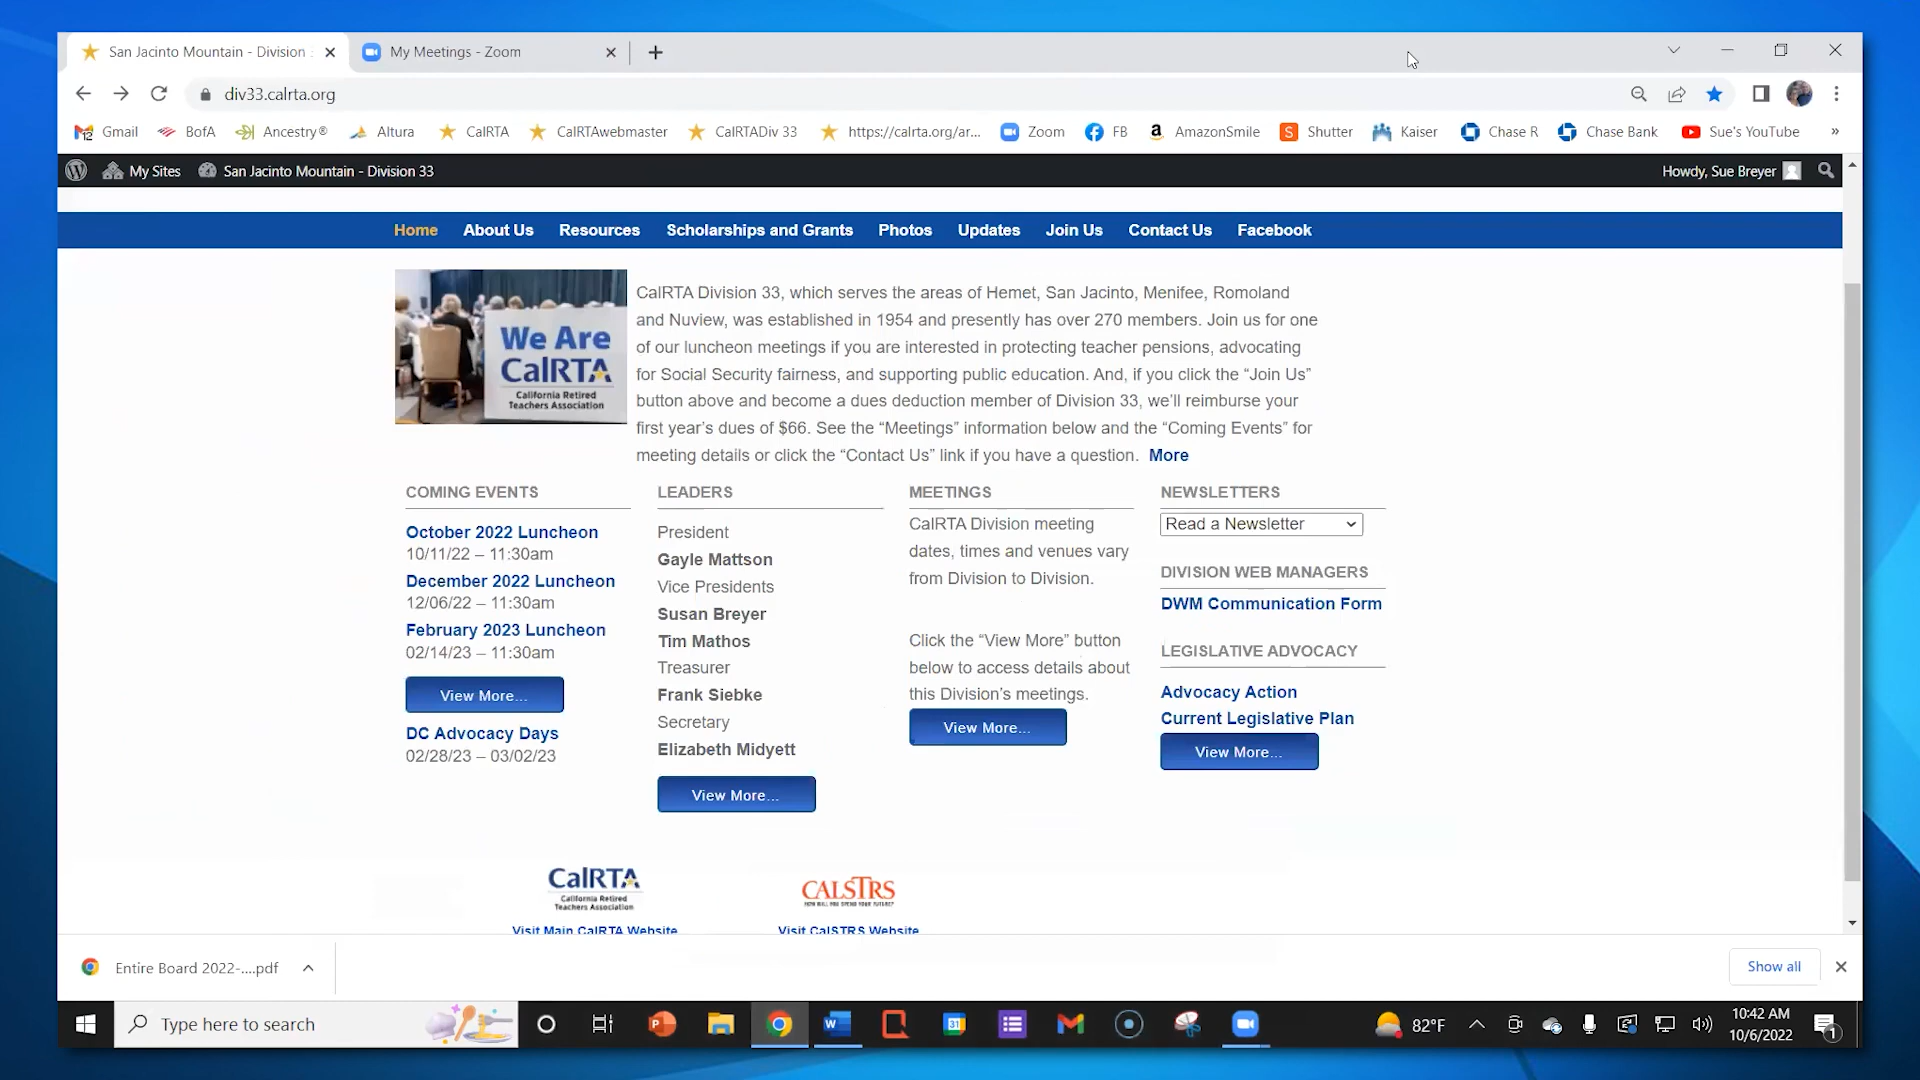 San Jacinto Mountain - Division
My Meetings - Zoom
div33.calrta.org
Gmail
BofA
Ancestry®
Altura
CalRTA
CalRTAwebmaster
CalRTADiv 33
https://calrta.org/ar...
Zoom
FB
AmazonSmile
Shutter
Kaiser
Chase R
Chase Bank
Sue's YouTube
»
My Sites
San Jacinto Mountain - Division 33
Howdy, Sue Breyer
Home About Us Resources Scholarships and Grants Photos Updates Join Us Contact Us Facebook
We Are
CalRTA
California Retired
Teachers Association
CalRTA Division 33, which serves the areas of Hemet, San Jacinto, Menifee, Romoland
and Nuview, was established in 1954 and presently has over 270 members. Join us for one
of our luncheon meetings if you are interested in protecting teacher pensions, advocating
for Social Security fairness, and supporting public education. And, if you click the “Join Us”
button above and become a dues deduction member of Division 33, we’ll reimburse your
first year’s dues of $66. See the “Meetings” information below and the “Coming Events” for
meeting details or click the “Contact Us” link if you have a question. More
COMING EVENTS
October 2022 Luncheon
10/11/22 – 11:30am
December 2022 Luncheon
12/06/22 – 11:30am
February 2023 Luncheon
02/14/23 – 11:30am
View More...
DC Advocacy Days
02/28/23 – 03/02/23
LEADERS
President
Gayle Mattson
Vice Presidents
Susan Breyer
Tim Mathos
Treasurer
Frank Siebke
Secretary
Elizabeth Midyett
View More...
MEETINGS
CalRTA Division meeting
dates, times and venues vary
from Division to Division.
Click the “View More” button
below to access details about
this Division’s meetings.
View More...
NEWSLETTERS
Read a Newsletter
DIVISION WEB MANAGERS
DWM Communication Form
LEGISLATIVE ADVOCACY
Advocacy Action
Current Legislative Plan
View More...
CalRTA
California Retired
Teachers Association
Visit Main CalRTA Website
CALSTRS
HOW WILL YOU SPEND YOUR FUTURE?
Visit CalSTRS Website
Entire Board 2022-....pdf
Show all
Type here to search
82°F
10:42 AM
10/6/2022
1